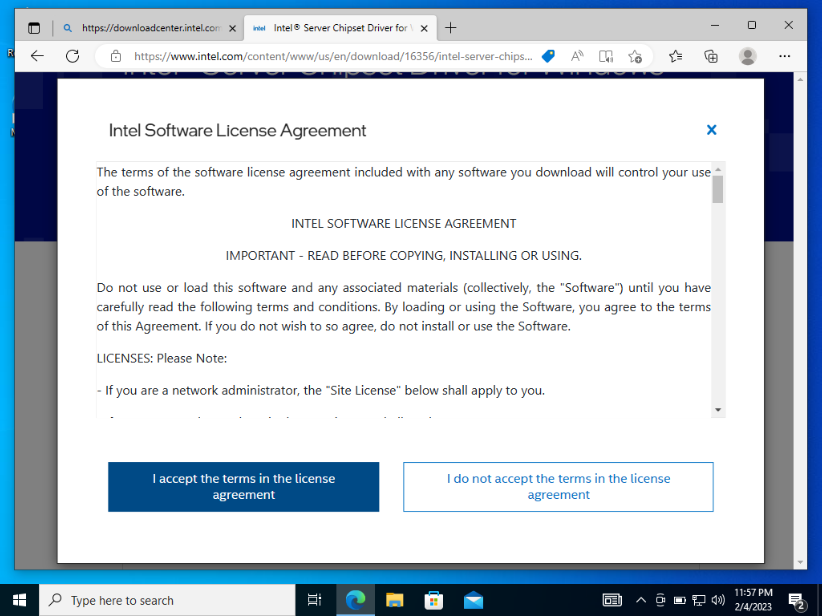 https://downloadcenter.intel.com
intel
Intel® Server Chipset Driver for
https://www.intel.com/content/www/us/en/download/16356/intel-server-chips...
Intel® Server Chipset Driver for Windows
Intel Software License Agreement
The terms of the software license agreement included with any software you download will control your use
of the software.
INTEL SOFTWARE LICENSE AGREEMENT
IMPORTANT - READ BEFORE COPYING, INSTALLING OR USING.
Do not use or load this software and any associated materials (collectively, the "Software") until you have
carefully read the following terms and conditions. By loading or using the Software, you agree to the terms
of this Agreement. If you do not wish to so agree, do not install or use the Software.
LICENSES: Please Note:
- If you are a network administrator, the "Site License" below shall apply to you.
I accept the terms in the license
agreement
I do not accept the terms in the license
agreement
Type here to search
11:57 PM
2/4/2023
2